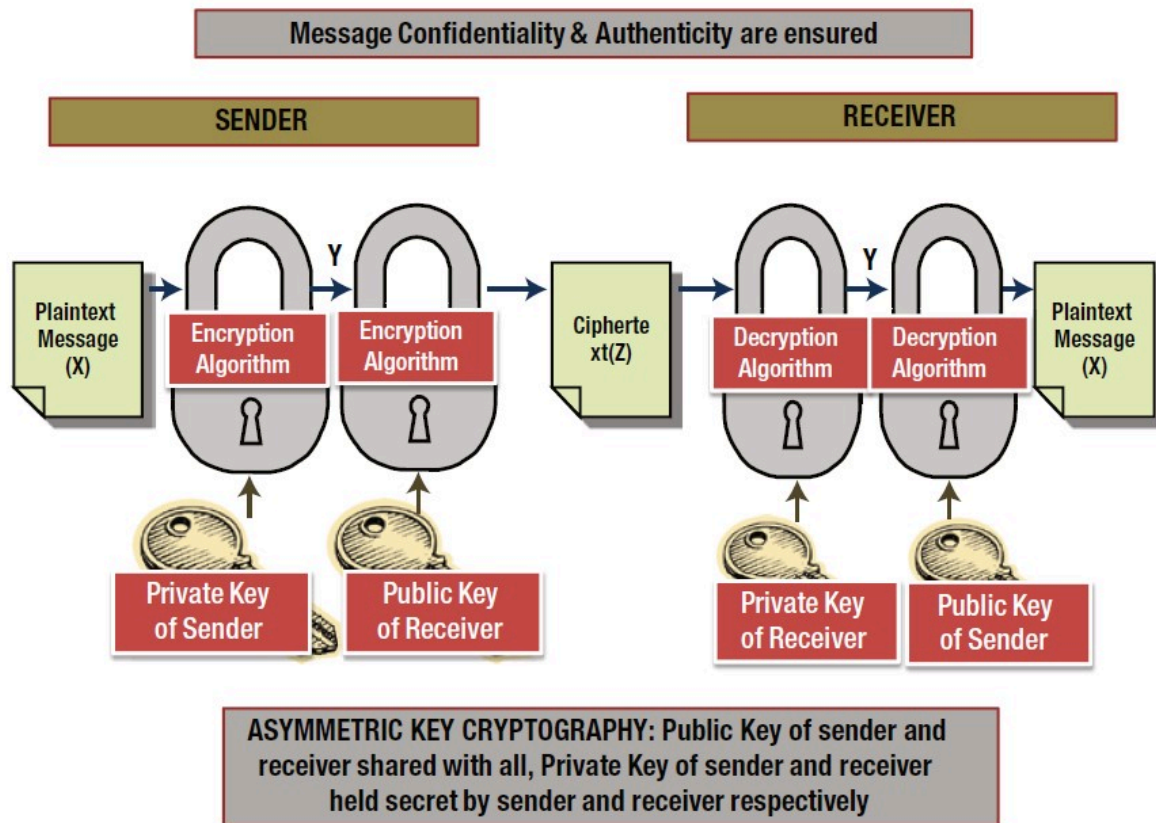 Message Confidentiality & Authenticity are ensured
SENDER
RECEIVER
Plaintext
Message
(X)
Encryption
Algorithm
Y
Encryption
Algorithm
Cipherte
xt(Z)
Decryption
Algorithm
Y
Decryption
Algorithm
Plaintext
Message
(X)
Private Key
of Sender
Public Key
of Receiver
Private Key
of Receiver
Public Key
of Sender
ASYMMETRIC KEY CRYPTOGRAPHY: Public Key of sender and
receiver shared with all, Private Key of sender and receiver
held secret by sender and receiver respectively